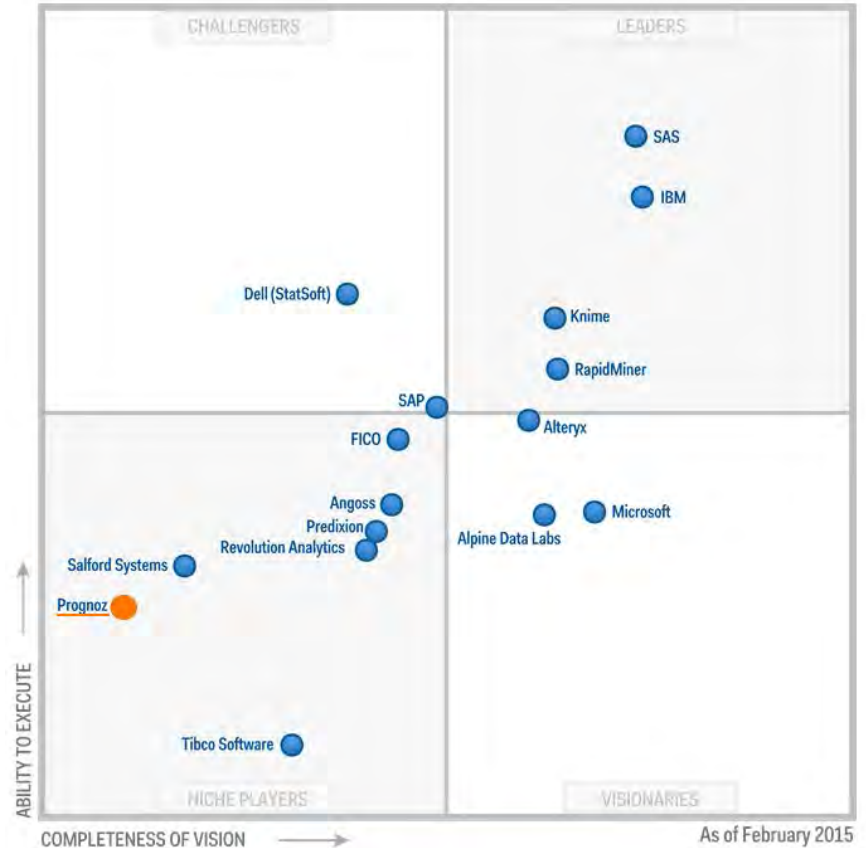 CHALLENGERS
LEADERS
SAS
IBM
Dell (StatSoft)
Knime
RapidMiner
SAP
Alteryx
FICO
Angoss
Microsoft
Predixion
Alpine Data Labs
Revolution Analytics
Salford Systems
Prognoz
Tibco Software
ABILITY TO EXECUTE
NICHE PLAYERS
VISIONARIES
COMPLETENESS OF VISION
As of February 2015